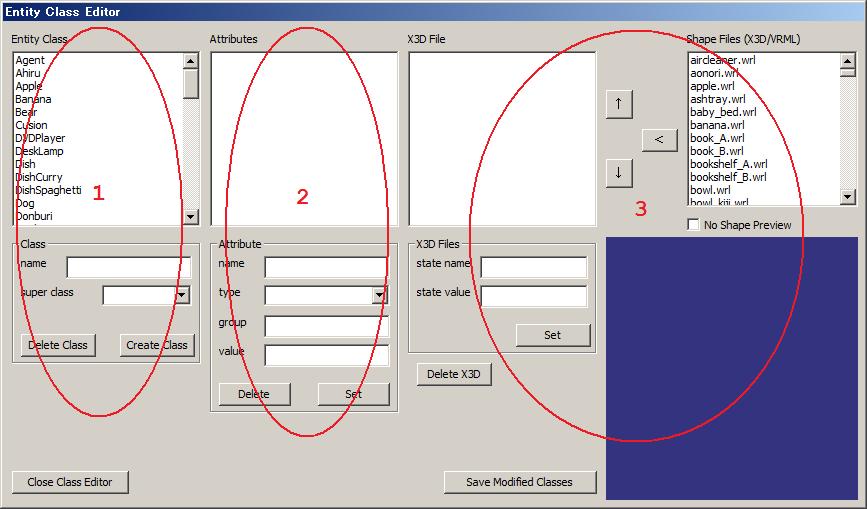 Entity Class Editor
Entity Class
Attributes
X3D File
Shape Files (X3D/VRML)
Agent
Ahiru
Apple
Banana
Bear
Cusion
DVDPlayer
DeskLamp
Dish
DishCurry
DishSpaghetti
Dog
Donburi
1
2
3
↑
<
↓
aircleaner.wrl
aonori.wrl
apple.wrl
ashtray.wrl
baby_bed.wrl
banana.wrl
book_A.wrl
book_B.wrl
bookshelf_A.wrl
bookshelf_B.wrl
bowl.wrl
bowl_kiji.wrl
No Shape Preview
Class
name
super class
Delete Class
Create Class
Attribute
name
type
group
value
Delete
Set
X3D Files
state name
state value
Set
Delete X3D
Close Class Editor
Save Modified Classes